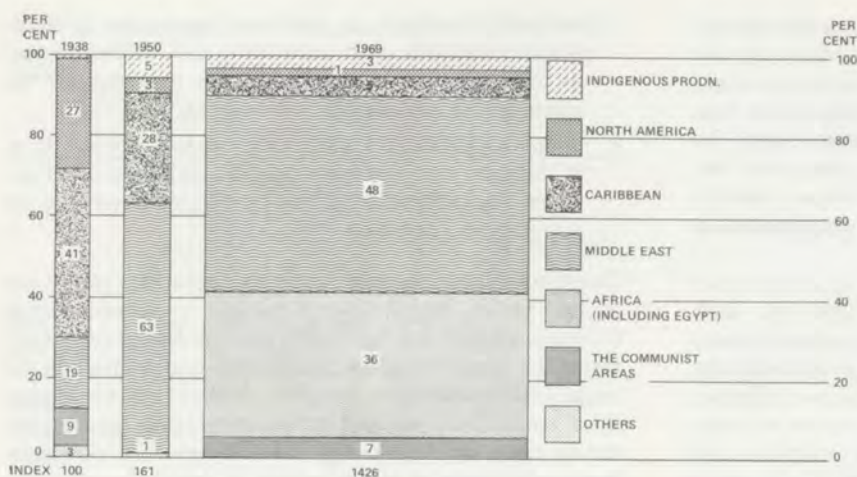 PER
CENT
1938
1950
1969
PER
CENT
100
80
60
40
20
0
27
41
19
9
3
5
3
28
63
1
3
1
48
36
7
INDIGENOUS PRODN.
NORTH AMERICA
CARIBBEAN
MIDDLE EAST
AFRICA
(INCLUDING EGYPT)
THE COMMUNIST
AREAS
OTHERS
100
80
60
40
20
0
INDEX
100
161
1426